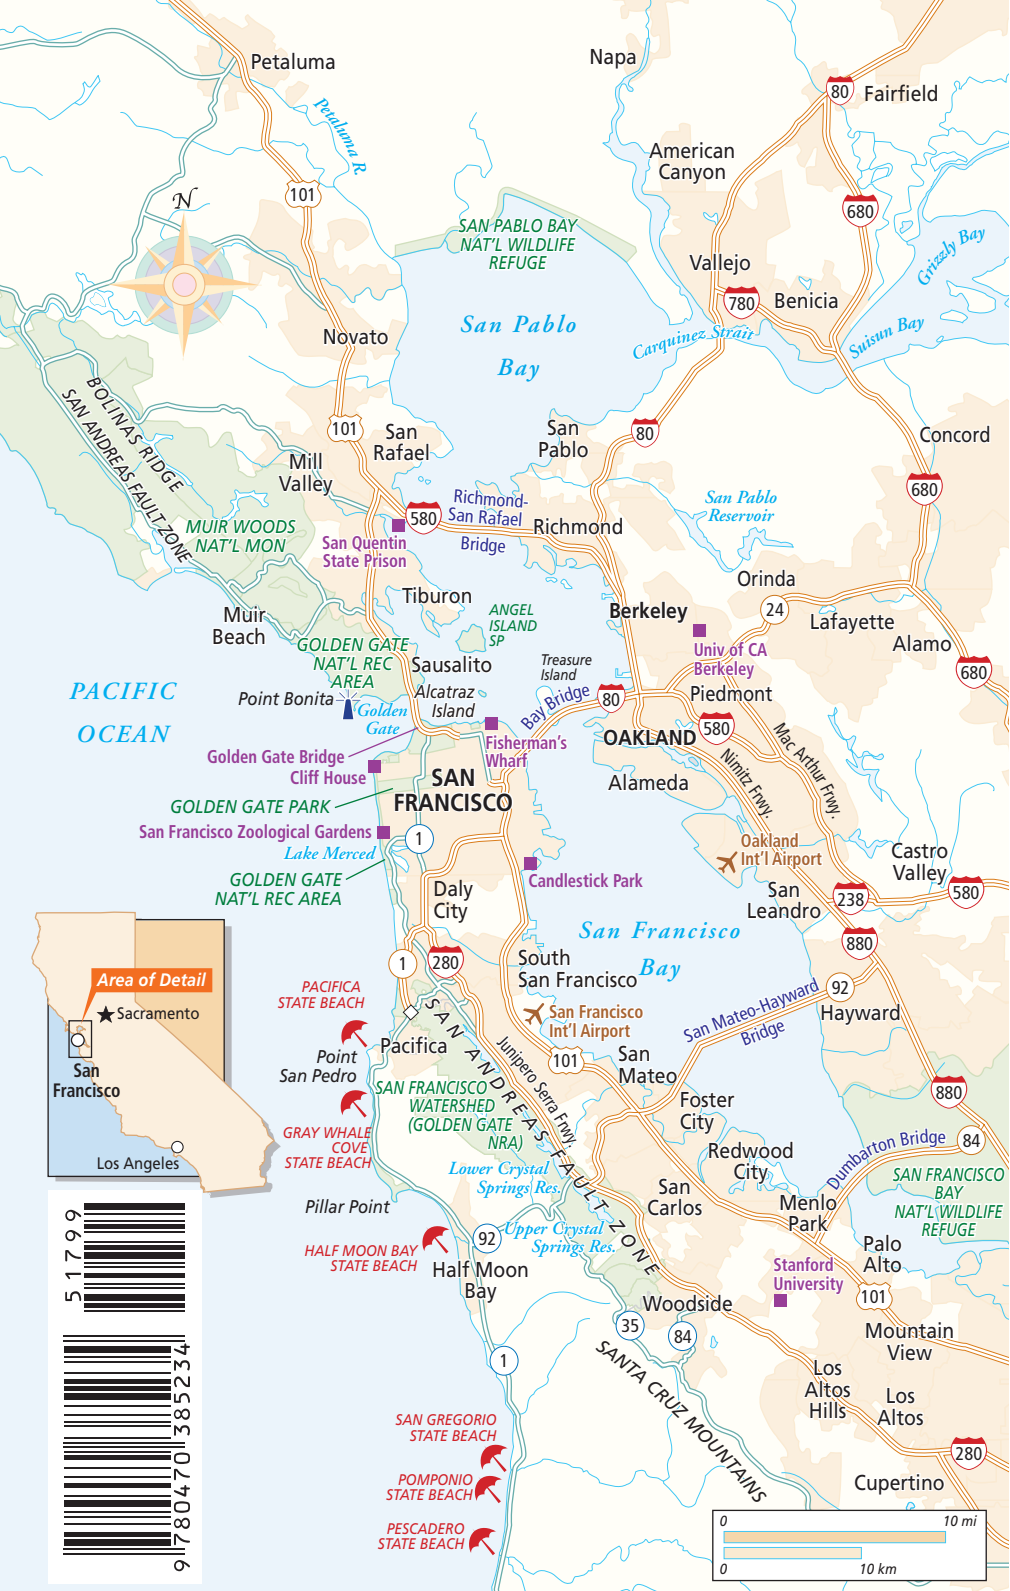 Petaluma
Napa
80
Fairfield
Petaluma R.
American
Canyon
101
N
680
SAN PABLO BAY
NAT'L WILDLIFE
REFUGE
Grizzly Bay
Vallejo
780
Benicia
San Pablo
Bay
Carquinez Strait
Suisun Bay
Novato
BOLINAS RIDGE
SAN ANDREAS FAULT ZONE
101
San
Rafael
San
Pablo
80
Concord
Mill
Valley
680
Richmond-
San Rafael
Bridge
San Pablo
Reservoir
580
Richmond
MUIR WOODS
NAT'L MON
San Quentin
State Prison
Orinda
Tiburon
Berkeley
24
Lafayette
Muir
Beach
ANGEL
ISLAND
SP
Alamo
GOLDEN GATE
NAT'L REC
AREA
Univ of CA
Berkeley
Sausalito
Treasure
Island
680
PACIFIC
OCEAN
Point Bonita
Alcatraz
Island
Bay Bridge
80
Piedmont
Golden
Gate
580
OAKLAND
Golden Gate Bridge
Fisherman's
Wharf
Mac Arthur Frwy.
Nimitz Frwy.
Cliff House
SAN
FRANCISCO
Alameda
GOLDEN GATE PARK
San Francisco Zoological Gardens
1
Lake Merced
Oakland
Int'l Airport
Castro
Valley
GOLDEN GATE
NAT'L REC AREA
Candlestick Park
Daly
City
San
Leandro
238
580
San Francisco
Bay
880
1
280
South
San Francisco
Area of Detail
Sacramento
San
Francisco
Los Angeles
PACIFICA
STATE BEACH
92
San Mateo-Hayward
Bridge
Hayward
San Francisco
Int'l Airport
Pacifica
Point
San Pedro
SAN ANDREAS FAULT ZONE
Junipero Serra Frwy.
101
San
Mateo
SAN FRANCISCO
WATERSHED
(GOLDEN GATE
NRA)
880
Foster
City
GRAY WHALE
COVE
STATE BEACH
84
Dumbarton Bridge
Redwood
City
Lower Crystal
Springs Res.
SAN FRANCISCO
BAY
NAT'L WILDLIFE
REFUGE
San
Carlos
Menlo
Park
Pillar Point
92
Upper Crystal
Springs Res.
HALF MOON BAY
STATE BEACH
Palo
Alto
Half Moon
Bay
Stanford
University
101
Woodside
35
84
Mountain
View
1
SANTA CRUZ MOUNTAINS
Los
Altos
Hills
Los
Altos
SAN GREGORIO
STATE BEACH
280
Cupertino
POMPONIO
STATE BEACH
PESCADERO
STATE BEACH
0
10 mi
0
10 km
51799
9 780470 385234